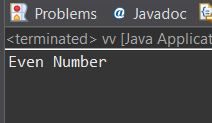 Problems @ Javadoc
<terminated> vv [Java Applicat
Even Number